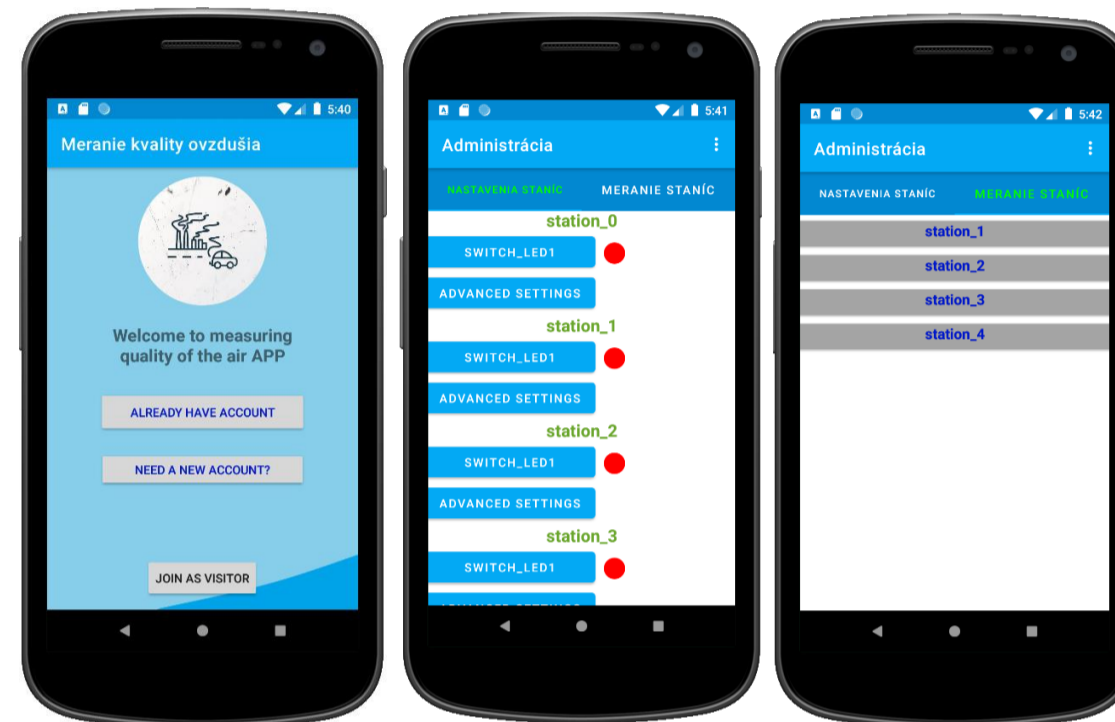 5:40
Meranie kvality ovzdušia
Welcome to measuring
quality of the air APP
ALREADY HAVE ACCOUNT
NEED A NEW ACCOUNT?
JOIN AS VISITOR
5:41
Administrácia
NASTAVENIA STANÍC MERANIE STANÍC
station_0
SWITCH_LED1
ADVANCED SETTINGS
station_1
SWITCH_LED1
ADVANCED SETTINGS
station_2
SWITCH_LED1
ADVANCED SETTINGS
station_3
SWITCH_LED1
ADVANCED SETTINGS
5:42
Administrácia
NASTAVENIA STANÍC MERANIE STANÍC
station_1
station_2
station_3
station_4